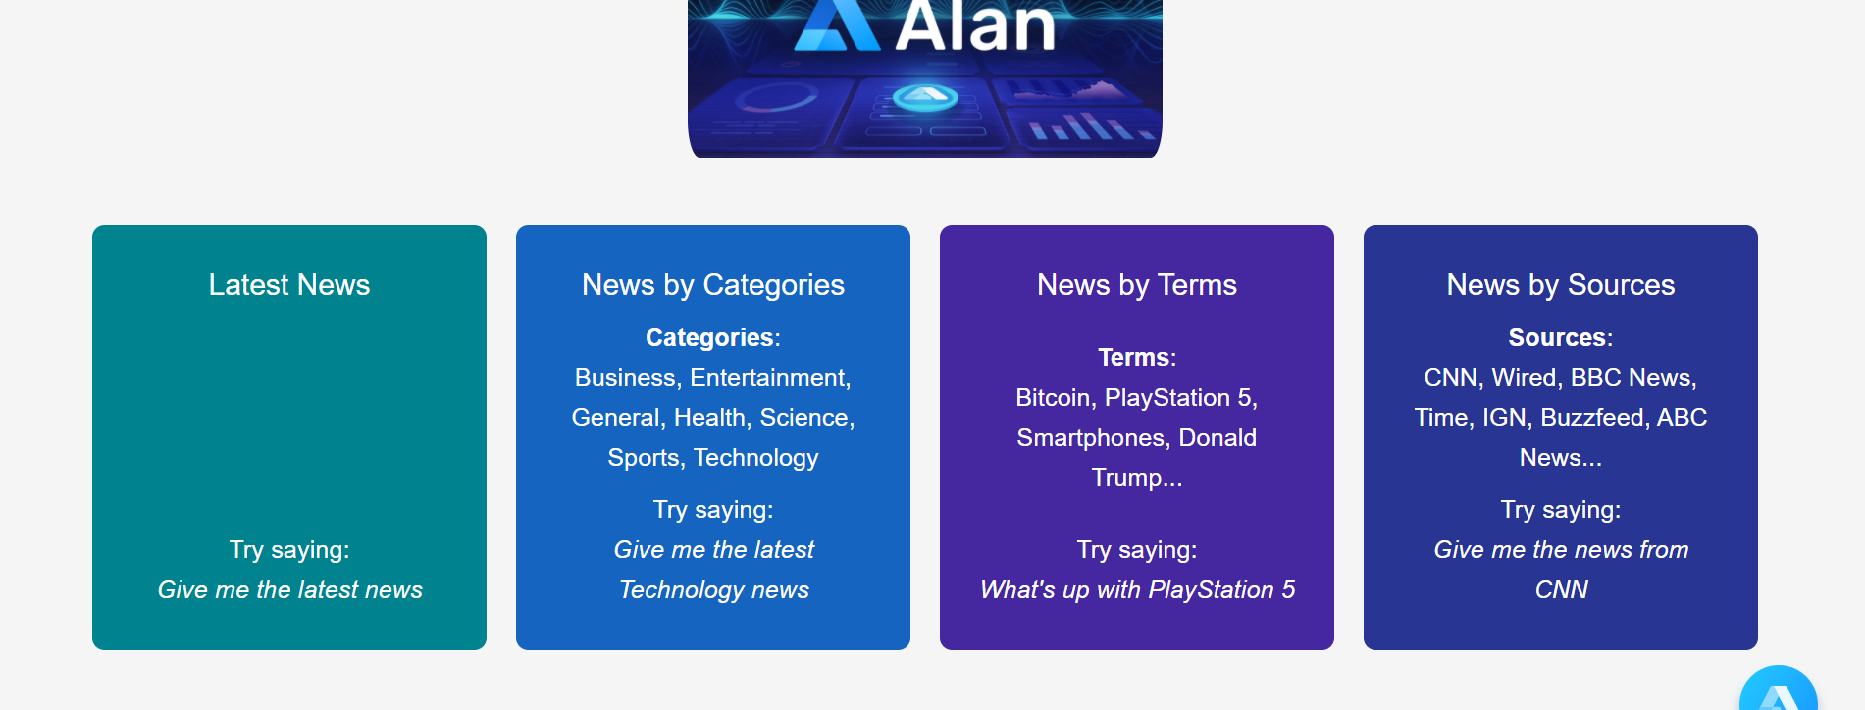 Alan
Latest News
Try saying:
Give me the latest news
News by Categories
Categories:
Business, Entertainment,
General, Health, Science,
Sports, Technology
Try saying:
Give me the latest
Technology news
News by Terms
Terms:
Bitcoin, PlayStation 5,
Smartphones, Donald
Trump...
Try saying:
What's up with PlayStation 5
News by Sources
Sources:
CNN, Wired, BBC News,
Time, IGN, Buzzfeed, ABC
News...
Try saying:
Give me the news from
CNN